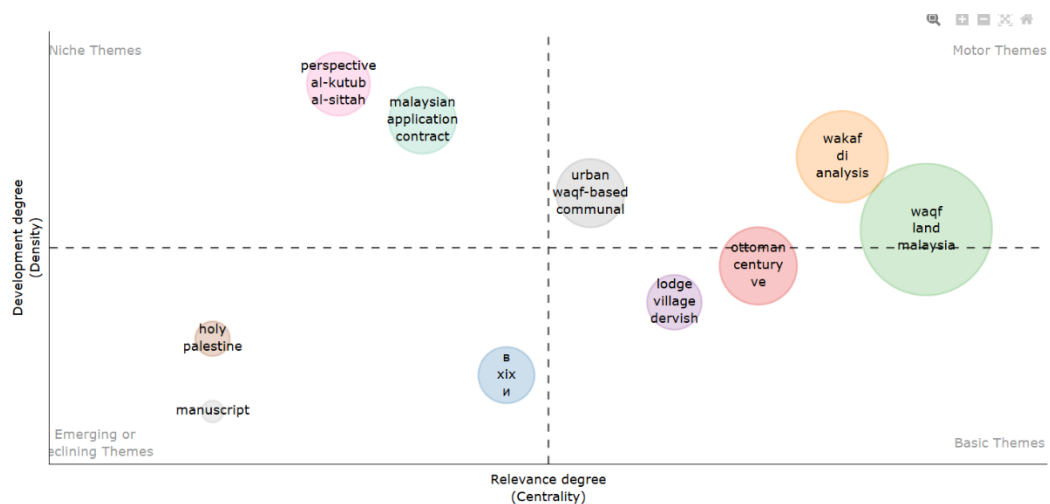 Niche Themes
Motor Themes
perspective
al-kutub
al-sittah
malaysian
application
contract
wakaf
di
analysis
urban
waqf-based
communal
waqf
land
malaysia
ottoman
century
ve
lodge
village
dervish
holy
palestine
в
xix
и
manuscript
Emerging or
eclining Themes
Basic Themes
Development degree
(Density)
Relevance degree
(Centrality)